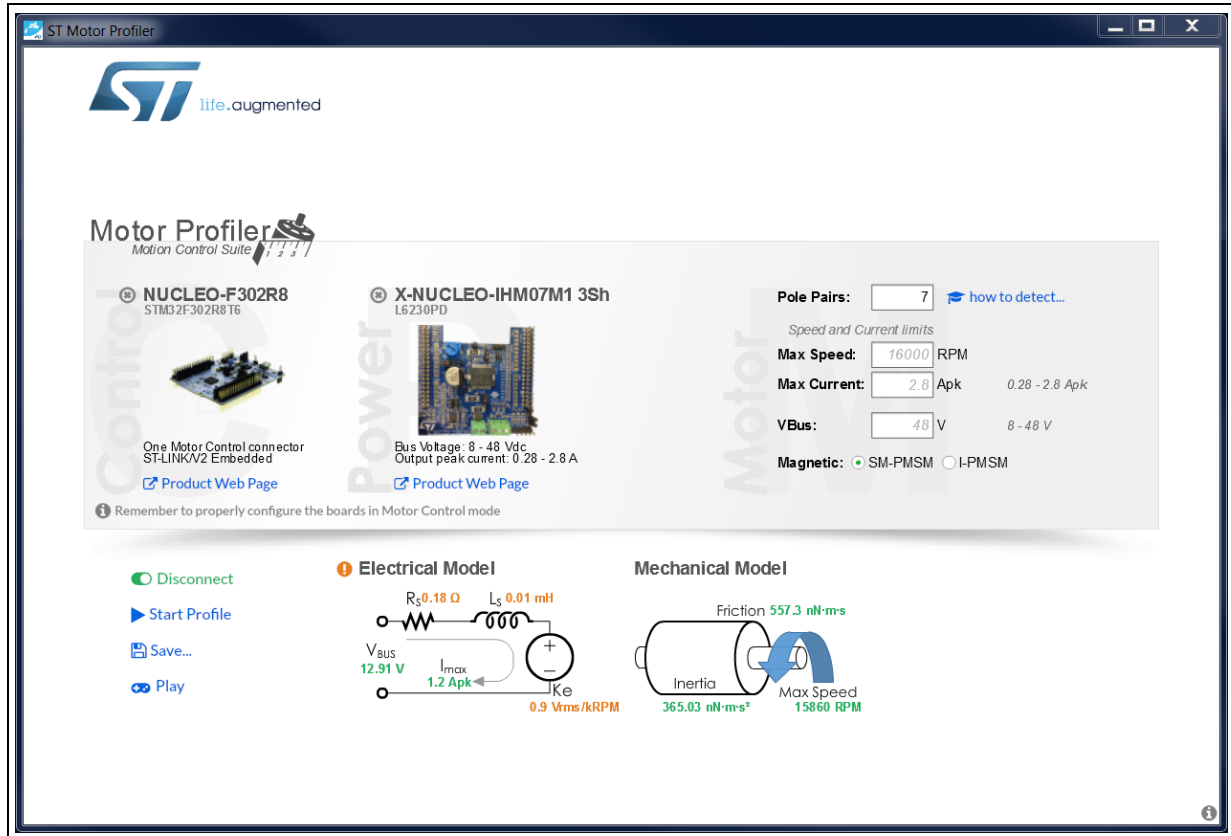 ST Motor Profiler
ST life.augmented
Motor Profiler
Motion Control Suite
1 2 3
Control
NUCLEO-F302R8
STM32F302R8T6
One Motor Control connector
ST-LINK/V2 Embedded
Product Web Page
Power
X-NUCLEO-IHM07M1 3Sh
L6230PD
Bus Voltage: 8 - 48 Vdc
Output peak current: 0.28 - 2.8 A
Product Web Page
Motor
Pole Pairs: 7 how to detect...
Speed and Current limits
Max Speed: 16000 RPM
Max Current: 2.8 Apk 0.28 - 2.8 Apk
VBus: 48 V 8 - 48 V
Magnetic: SM-PMSM I-PMSM
Remember to properly configure the boards in Motor Control mode
Disconnect
Start Profile
Save...
Play
Electrical Model
RS 0.18 Ω LS 0.01 mH
VBUS
12.91 V
Imax
1.2 Apk
+
−
Ke
0.9 Vrms/kRPM
Mechanical Model
Friction 557.3 nN·m·s
Inertia
365.03 nN·m·s²
Max Speed
15860 RPM